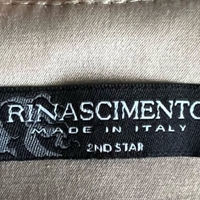 RINASCIMENTO
MADE IN ITALY
2ND STAR